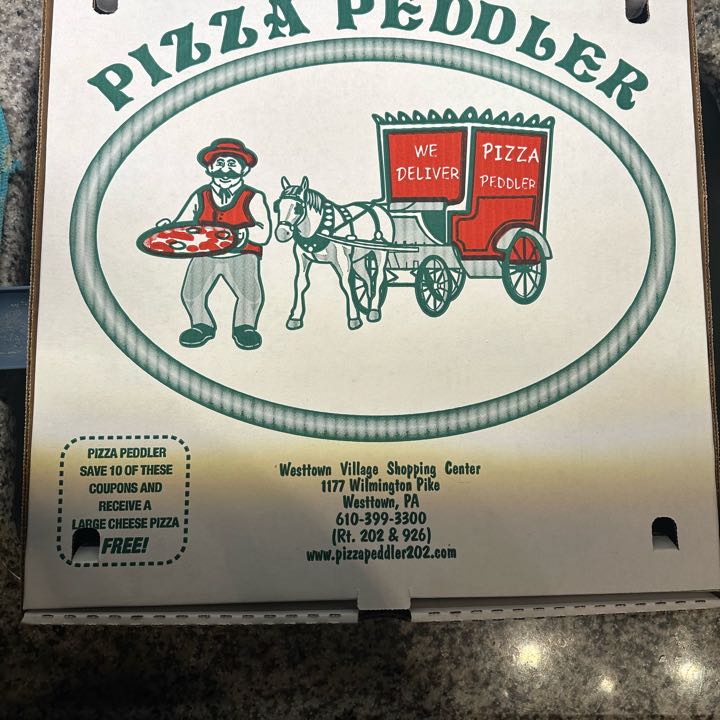 PIZZA PEDDLER
WE
DELIVER
PIZZA
PEDDLER
PIZZA PEDDLER
SAVE 10 OF THESE
COUPONS AND
RECEIVE A
LARGE CHEESE PIZZA
FREE!
Westtown Village Shopping Center
1177 Wilmington Pike
Westtown, PA
610-399-3300
(Rt. 202 & 926)
www.pizzapeddler202.com